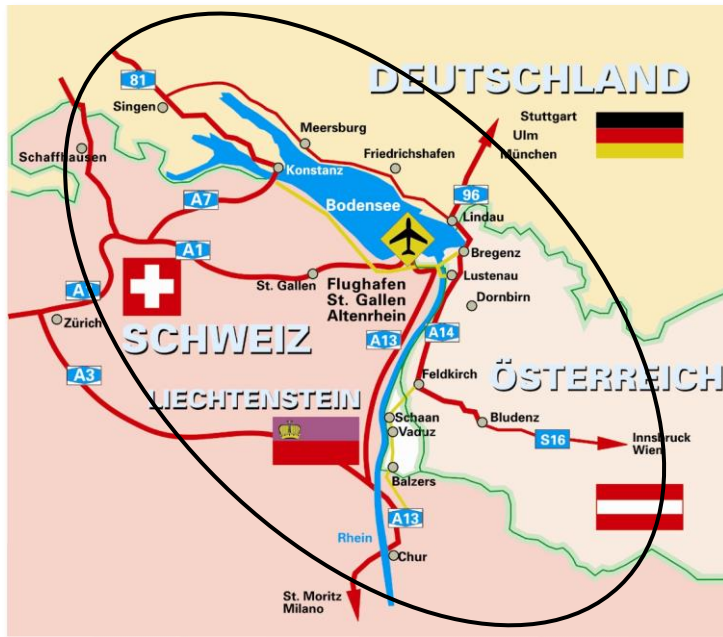 DEUTSCHLAND
81
Singen
Stuttgart
Ulm
München
Meersburg
Schaffhausen
Friedrichshafen
Konstanz
A7
Bodensee
96
Lindau
A1
Bregenz
St. Gallen
Lustenau
Flughafen
St. Gallen
Altenrhein
Dornbirn
Zürich
SCHWEIZ
A13
A14
A3
Feldkirch
ÖSTERREICH
LIECHTENSTEIN
Schaan
Vaduz
Bludenz
S16
Innsbruck
Wien
Balzers
A13
Rhein
Chur
St. Moritz
Milano